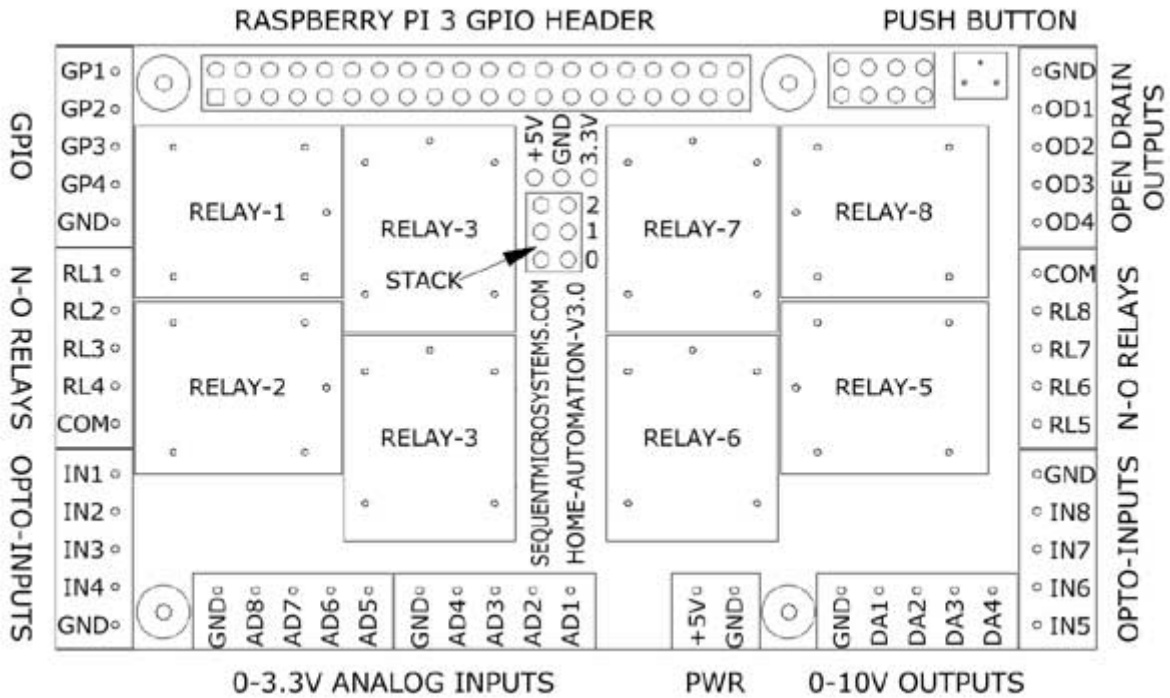 RASPBERRY PI 3 GPIO HEADER
PUSH BUTTON
GPIO
GP1
GP2
GP3
GP4
GND
N-O RELAYS
RL1
RL2
RL3
RL4
COM
OPTO-INPUTS
IN1
IN2
IN3
IN4
GND
RELAY-1
RELAY-3
RELAY-2
RELAY-3
+5V
GND
3.3V
2
1
0
STACK
SEQUENTMICROSYSTEMS.COM
HOME-AUTOMATION-V3.0
RELAY-7
RELAY-8
RELAY-6
RELAY-5
GND
OD1
OD2
OD3
OD4
OPEN DRAIN
OUTPUTS
COM
RL8
RL7
RL6
RL5
N-O RELAYS
GND
IN8
IN7
IN6
IN5
OPTO-INPUTS
GND
AD8
AD7
AD6
AD5
GND
AD4
AD3
AD2
AD1
+5V
GND
GND
DA1
DA2
DA3
DA4
0-3.3V ANALOG INPUTS
PWR
0-10V OUTPUTS